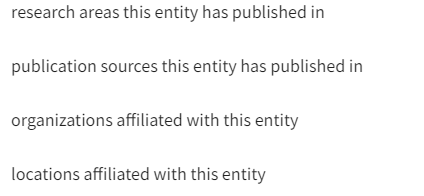 research areas this entity has published in
publication sources this entity has published in
organizations affiliated with this entity
locations affiliated with this entity